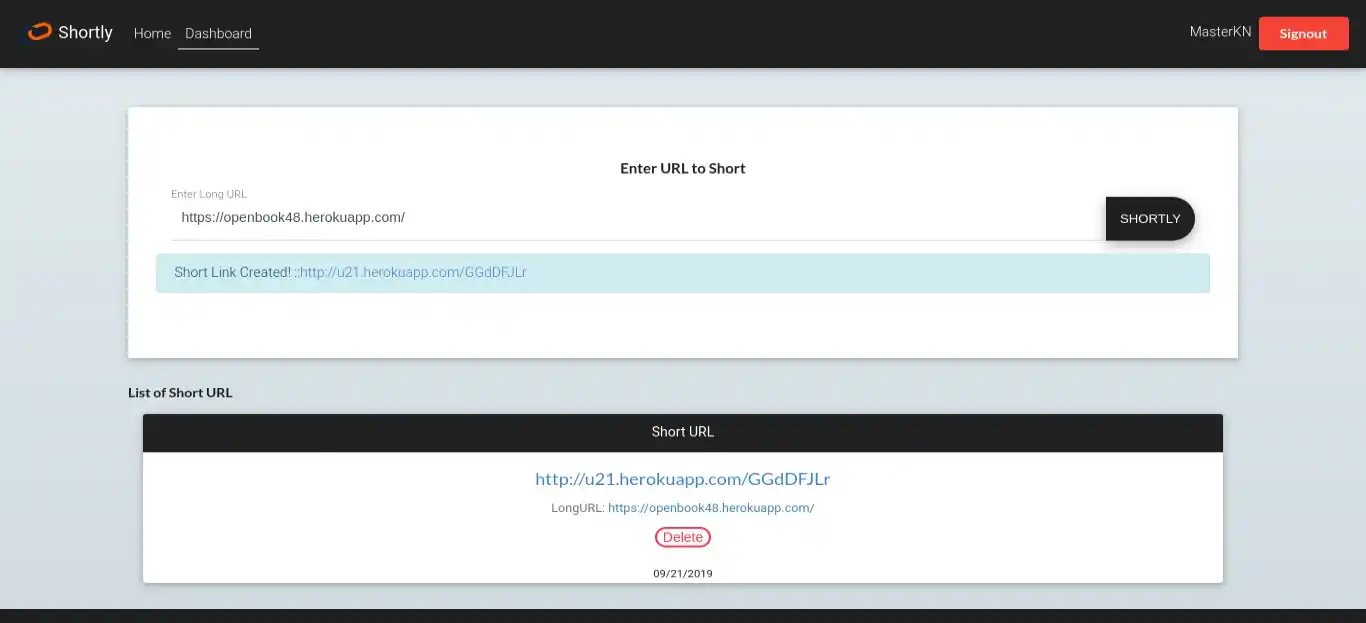 Shortly Home Dashboard MasterKN Signout
Enter URL to Short
Enter Long URL
https://openbook48.herokuapp.com/ SHORTLY
Short Link Created! ::http://u21.herokuapp.com/GGdDFJLr
List of Short URL
Short URL
http://u21.herokuapp.com/GGdDFJLr
LongURL: https://openbook48.herokuapp.com/
Delete
09/21/2019